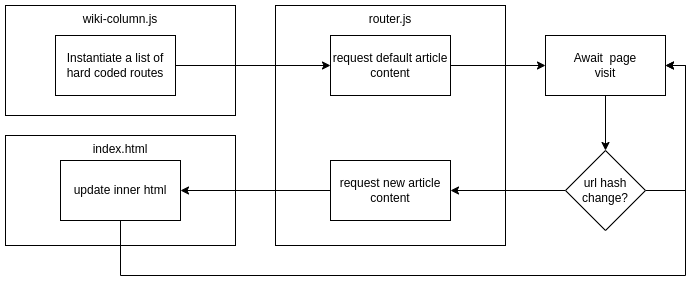 wiki-column.js
Instantiate a list of
hard coded routes
router.js
request default article
content
Await page
visit
index.html
update inner html
request new article
content
url hash
change?